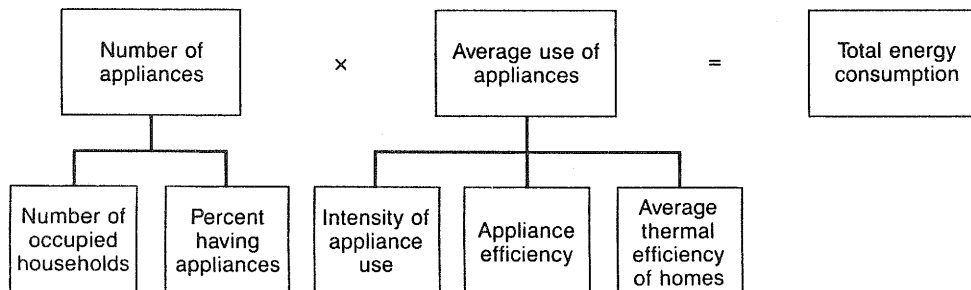 Number of
appliances
×
Average use of
appliances
=
Total energy
consumption
Number of
occupied
households
Percent
having
appliances
Intensity of
appliance
use
Appliance
efficiency
Average
thermal
efficiency
of homes